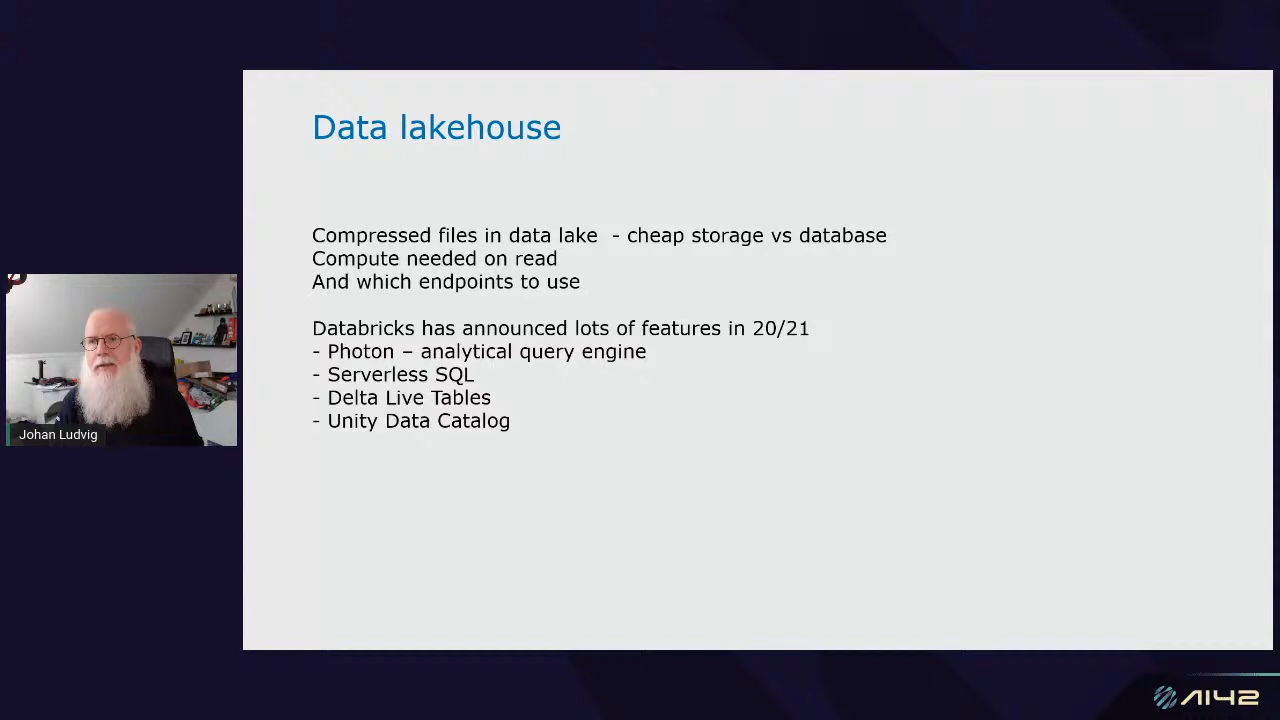 Data lakehouse
Compressed files in data lake  - cheap storage vs database
Compute needed on read
And which endpoints to use
Databricks has announced lots of features in 20/21
- Photon – analytical query engine
- Serverless SQL
- Delta Live Tables
- Unity Data Catalog
Johan Ludvig
AI42